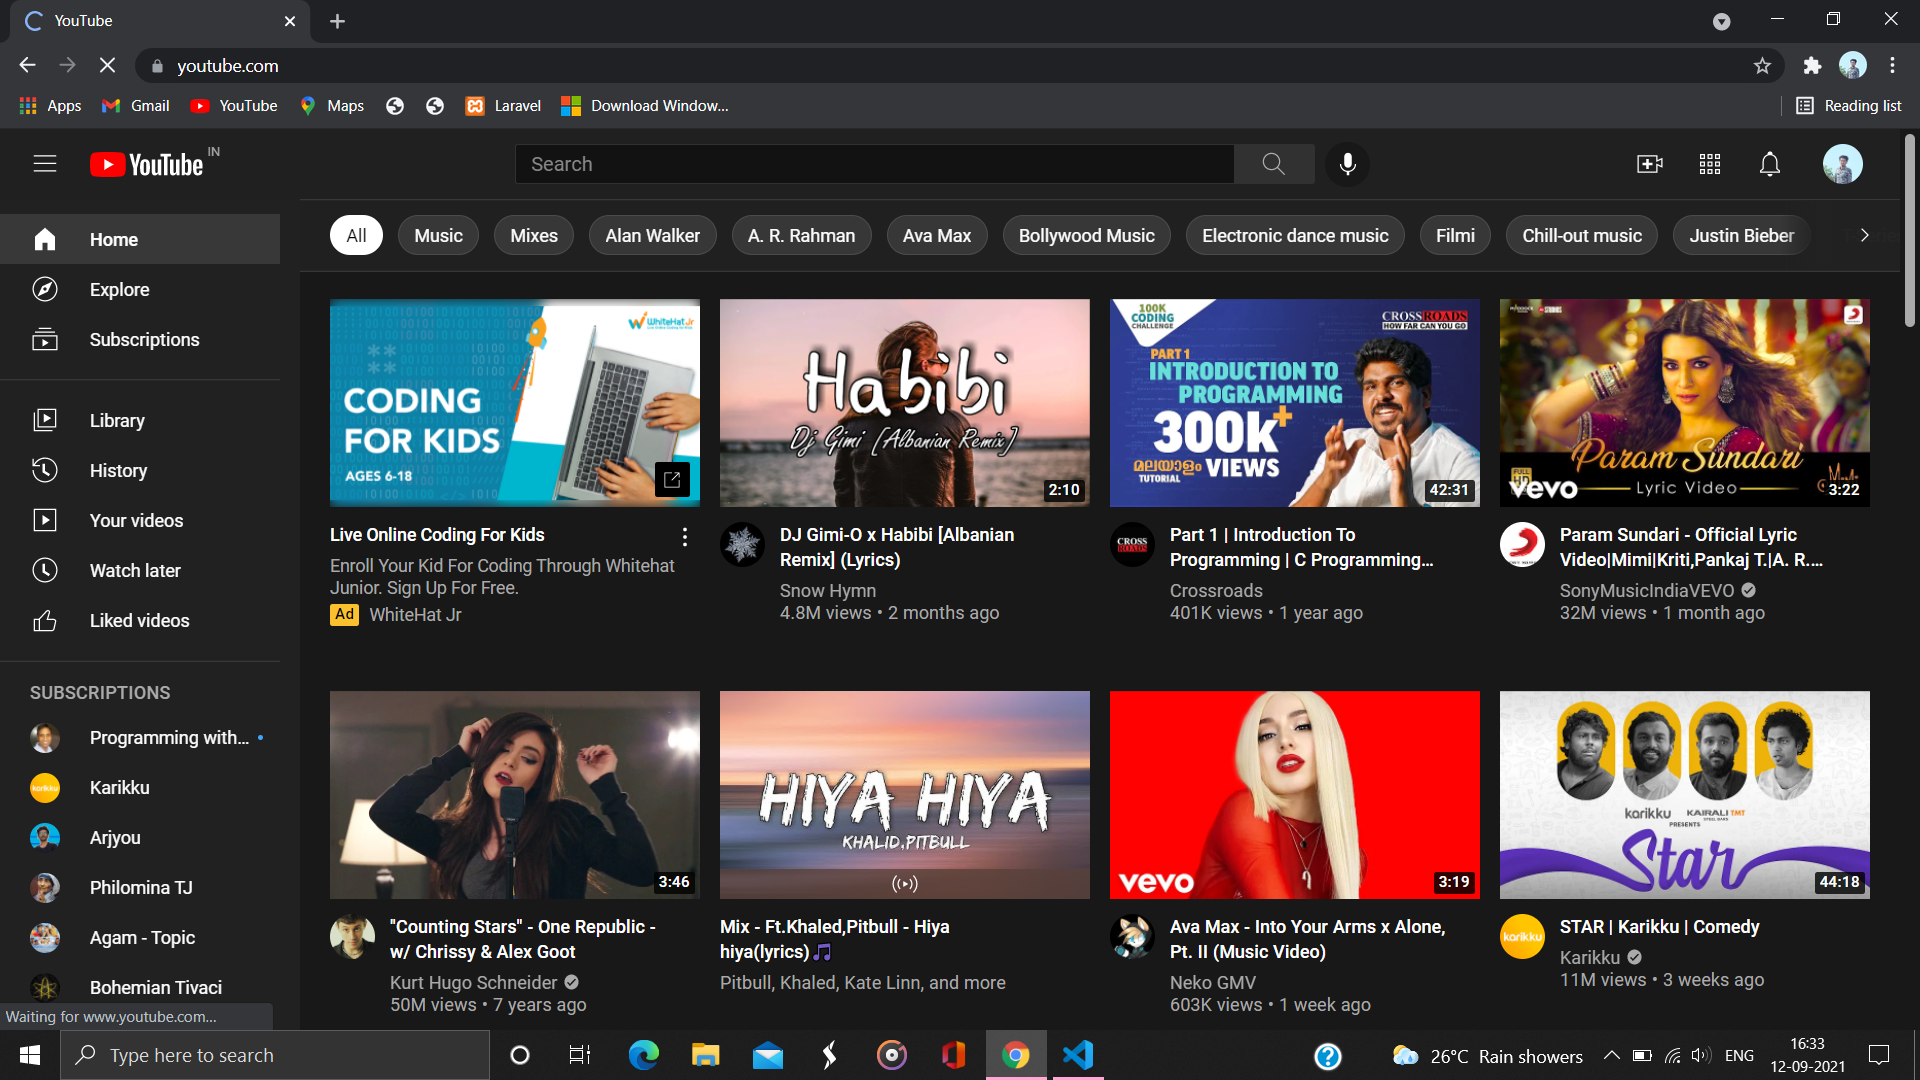 YouTube
youtube.com
Apps
Gmail
YouTube
Maps
Laravel
Download Window...
Reading list
YouTube IN
Search
Home
Explore
Subscriptions
Library
History
Your videos
Watch later
Liked videos
SUBSCRIPTIONS
Programming with...
Karikku
Arjyou
Philomina TJ
Agam - Topic
Bohemian Tivaci
All
Music
Mixes
Alan Walker
A. R. Rahman
Ava Max
Bollywood Music
Electronic dance music
Filmi
Chill-out music
Justin Bieber
WhiteHat Jr
CODING
FOR KIDS
AGES 6-18
Live Online Coding For Kids
Enroll Your Kid For Coding Through Whitehat
Junior. Sign Up For Free.
Ad WhiteHat Jr
Habibi
Dj Gimi [Albanian Remix]
2:10
DJ Gimi-O x Habibi [Albanian
Remix] (Lyrics)
Snow Hymn
4.8M views • 2 months ago
100K
CODING
CHALLENGE
CROSSROADS
HOW FAR CAN YOU GO
PART 1
INTRODUCTION TO
PROGRAMMING
300K+
മലയാളം VIEWS
TUTORIAL
42:31
CROSS
ROADS
Part 1 | Introduction To
Programming | C Programming...
Crossroads
401K views • 1 year ago
Param Sundari
FULL HD
vevo
Lyric Video
3:22
Param Sundari - Official Lyric
Video|Mimi|Kriti,Pankaj T.|A. R....
SonyMusicIndiaVEVO
32M views • 1 month ago
3:46
"Counting Stars" - One Republic -
w/ Chrissy & Alex Goot
Kurt Hugo Schneider
50M views • 7 years ago
HIYA HIYA
KHALID,PITBULL
Mix - Ft.Khaled,Pitbull - Hiya
hiya(lyrics)🎵
Pitbull, Khaled, Kate Linn, and more
vevo
3:19
Ava Max - Into Your Arms x Alone,
Pt. II (Music Video)
Neko GMV
603K views • 1 week ago
karikku KAIRALI TMT
STEEL BARS
PRESENTS
Star
44:18
karikku
STAR | Karikku | Comedy
Karikku
11M views • 3 weeks ago
Waiting for www.youtube.com...
Type here to search
26°C Rain showers
ENG
16:33
12-09-2021